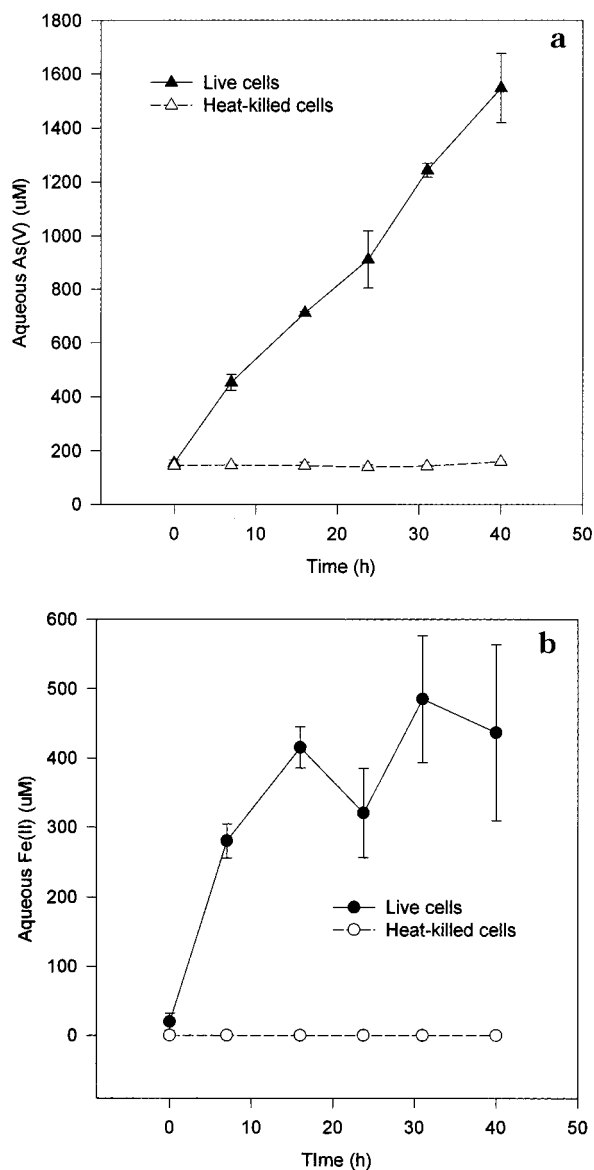 a
1800
1600
1400
1200
1000
800
600
400
200
0
Aqueous As(V) (uM)
Live cells
Heat-killed cells
0 10 20 30 40 50
Time (h)
b
600
500
400
300
200
100
0
Aqueous Fe(II) (uM)
Live cells
Heat-killed cells
0 10 20 30 40 50
TIme (h)